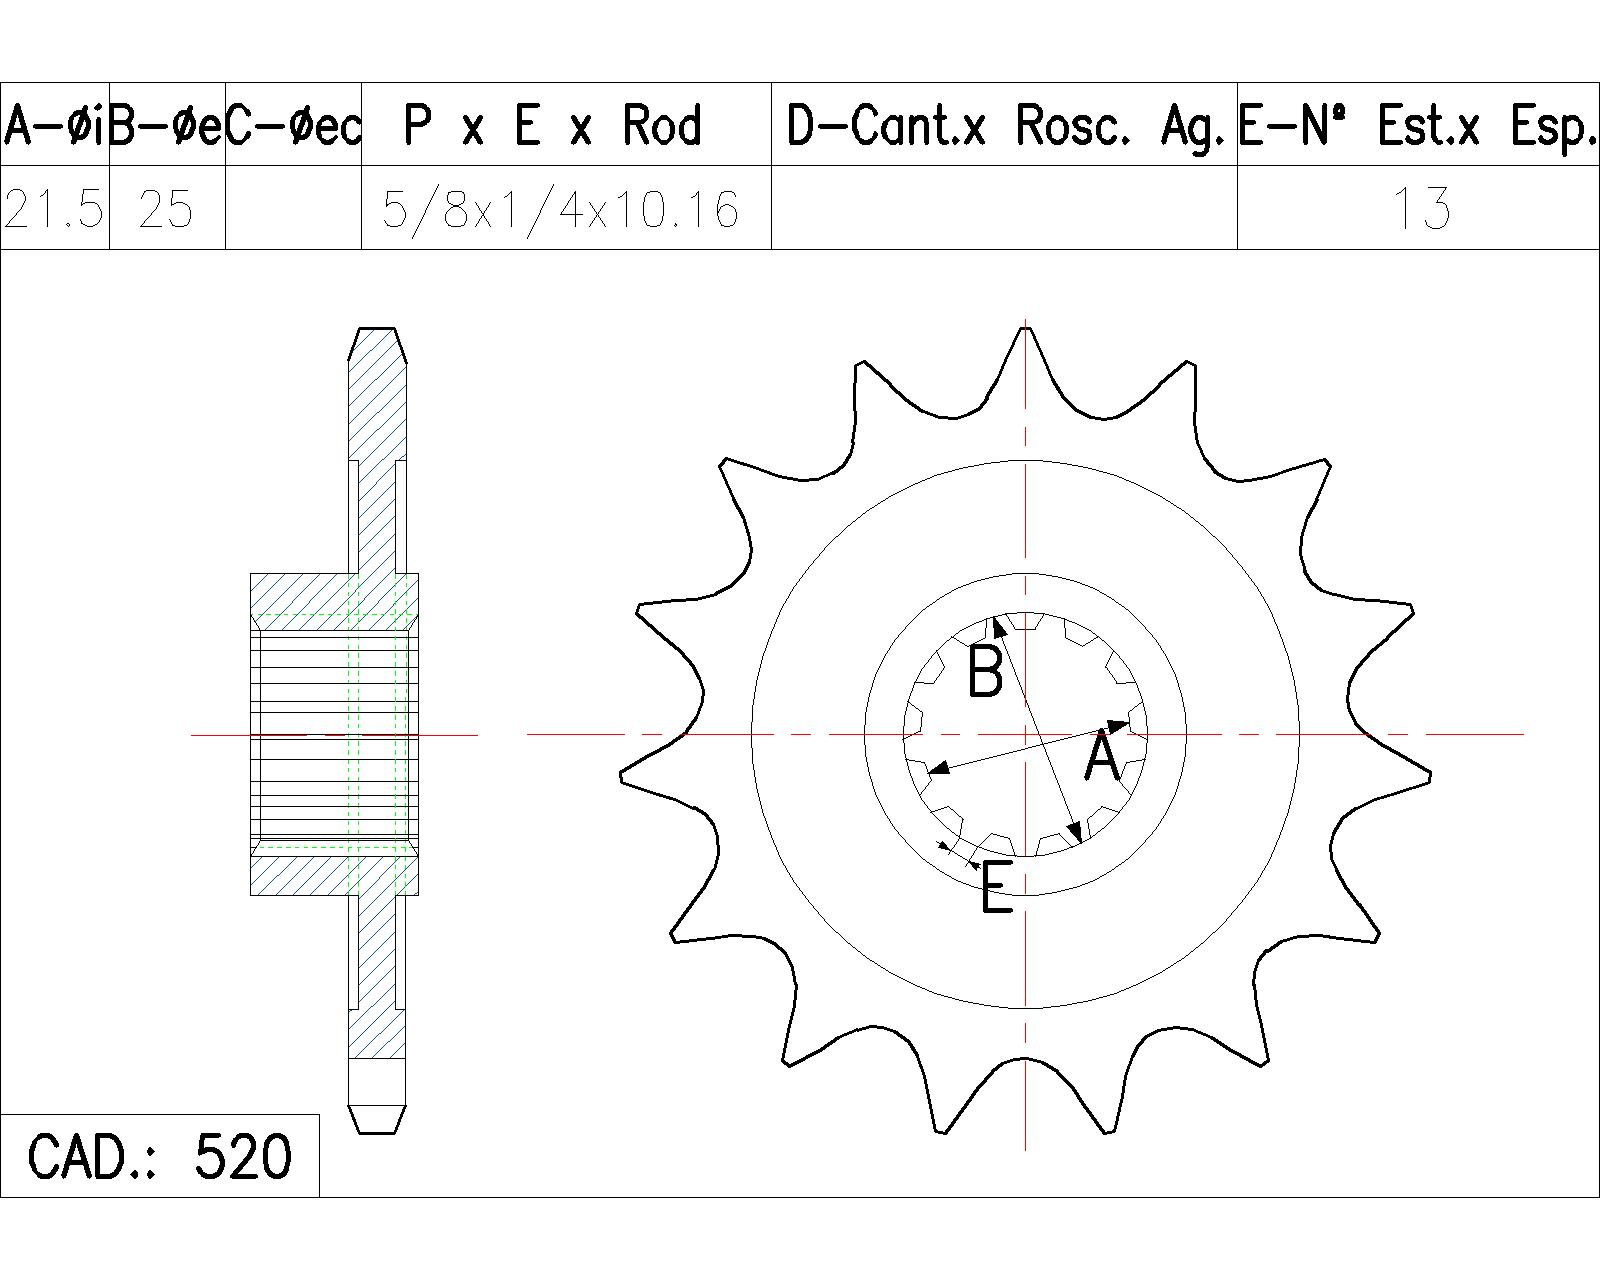 A-øi B-øe C-øec P x E x Rod D-Cant.x Rosc. Ag. E-Nª Est.x Esp.
21.5 25 5/8x1/4x10.16 13
B
A
E
CAD.: 520